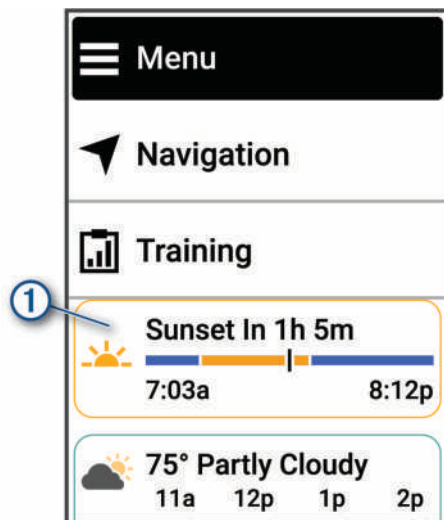 Menu
Navigation
Training
1
Sunset In 1h 5m
7:03a 8:12p
75° Partly Cloudy
11a 12p 1p 2p